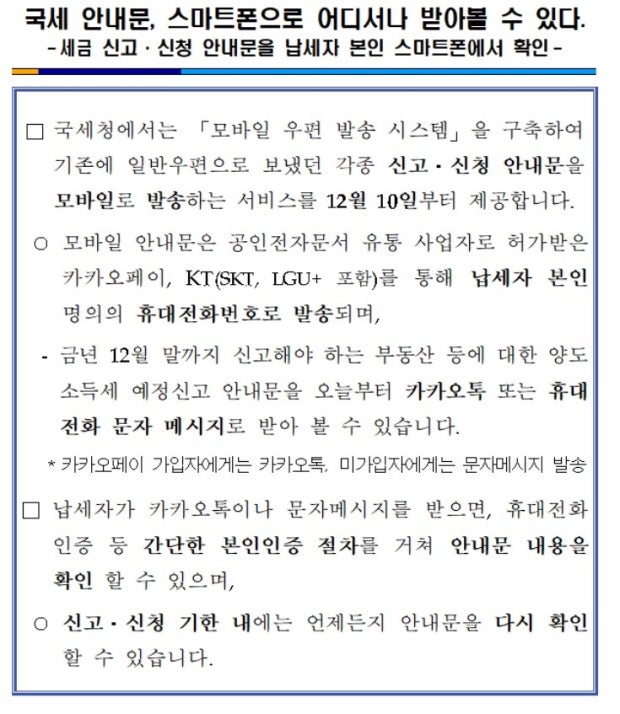 국세 안내문, 스마트폰으로 어디서나 받아볼 수 있다.
-세금 신고·신청 안내문을 납세자 본인 스마트폰에서 확인-
□ 국세청에서는 「모바일 우편 발송 시스템」을 구축하여
기존에 일반우편으로 보냈던 각종 신고·신청 안내문을
모바일로 발송하는 서비스를 12월 10일부터 제공합니다.
○ 모바일 안내문은 공인전자문서 유통 사업자로 허가받은
카카오페이, KT(SKT, LGU+ 포함)를 통해 납세자 본인
명의의 휴대전화번호로 발송되며,
- 금년 12월 말까지 신고해야 하는 부동산 등에 대한 양도
소득세 예정신고 안내문을 오늘부터 카카오톡 또는 휴대
전화 문자 메시지로 받아 볼 수 있습니다.
* 카카오페이 가입자에게는 카카오톡, 미가입자에게는 문자메시지 발송
□ 납세자가 카카오톡이나 문자메시지를 받으면, 휴대전화
인증 등 간단한 본인인증 절차를 거쳐 안내문 내용을
확인 할 수 있으며,
○ 신고·신청 기한 내에는 언제든지 안내문을 다시 확인
할 수 있습니다.